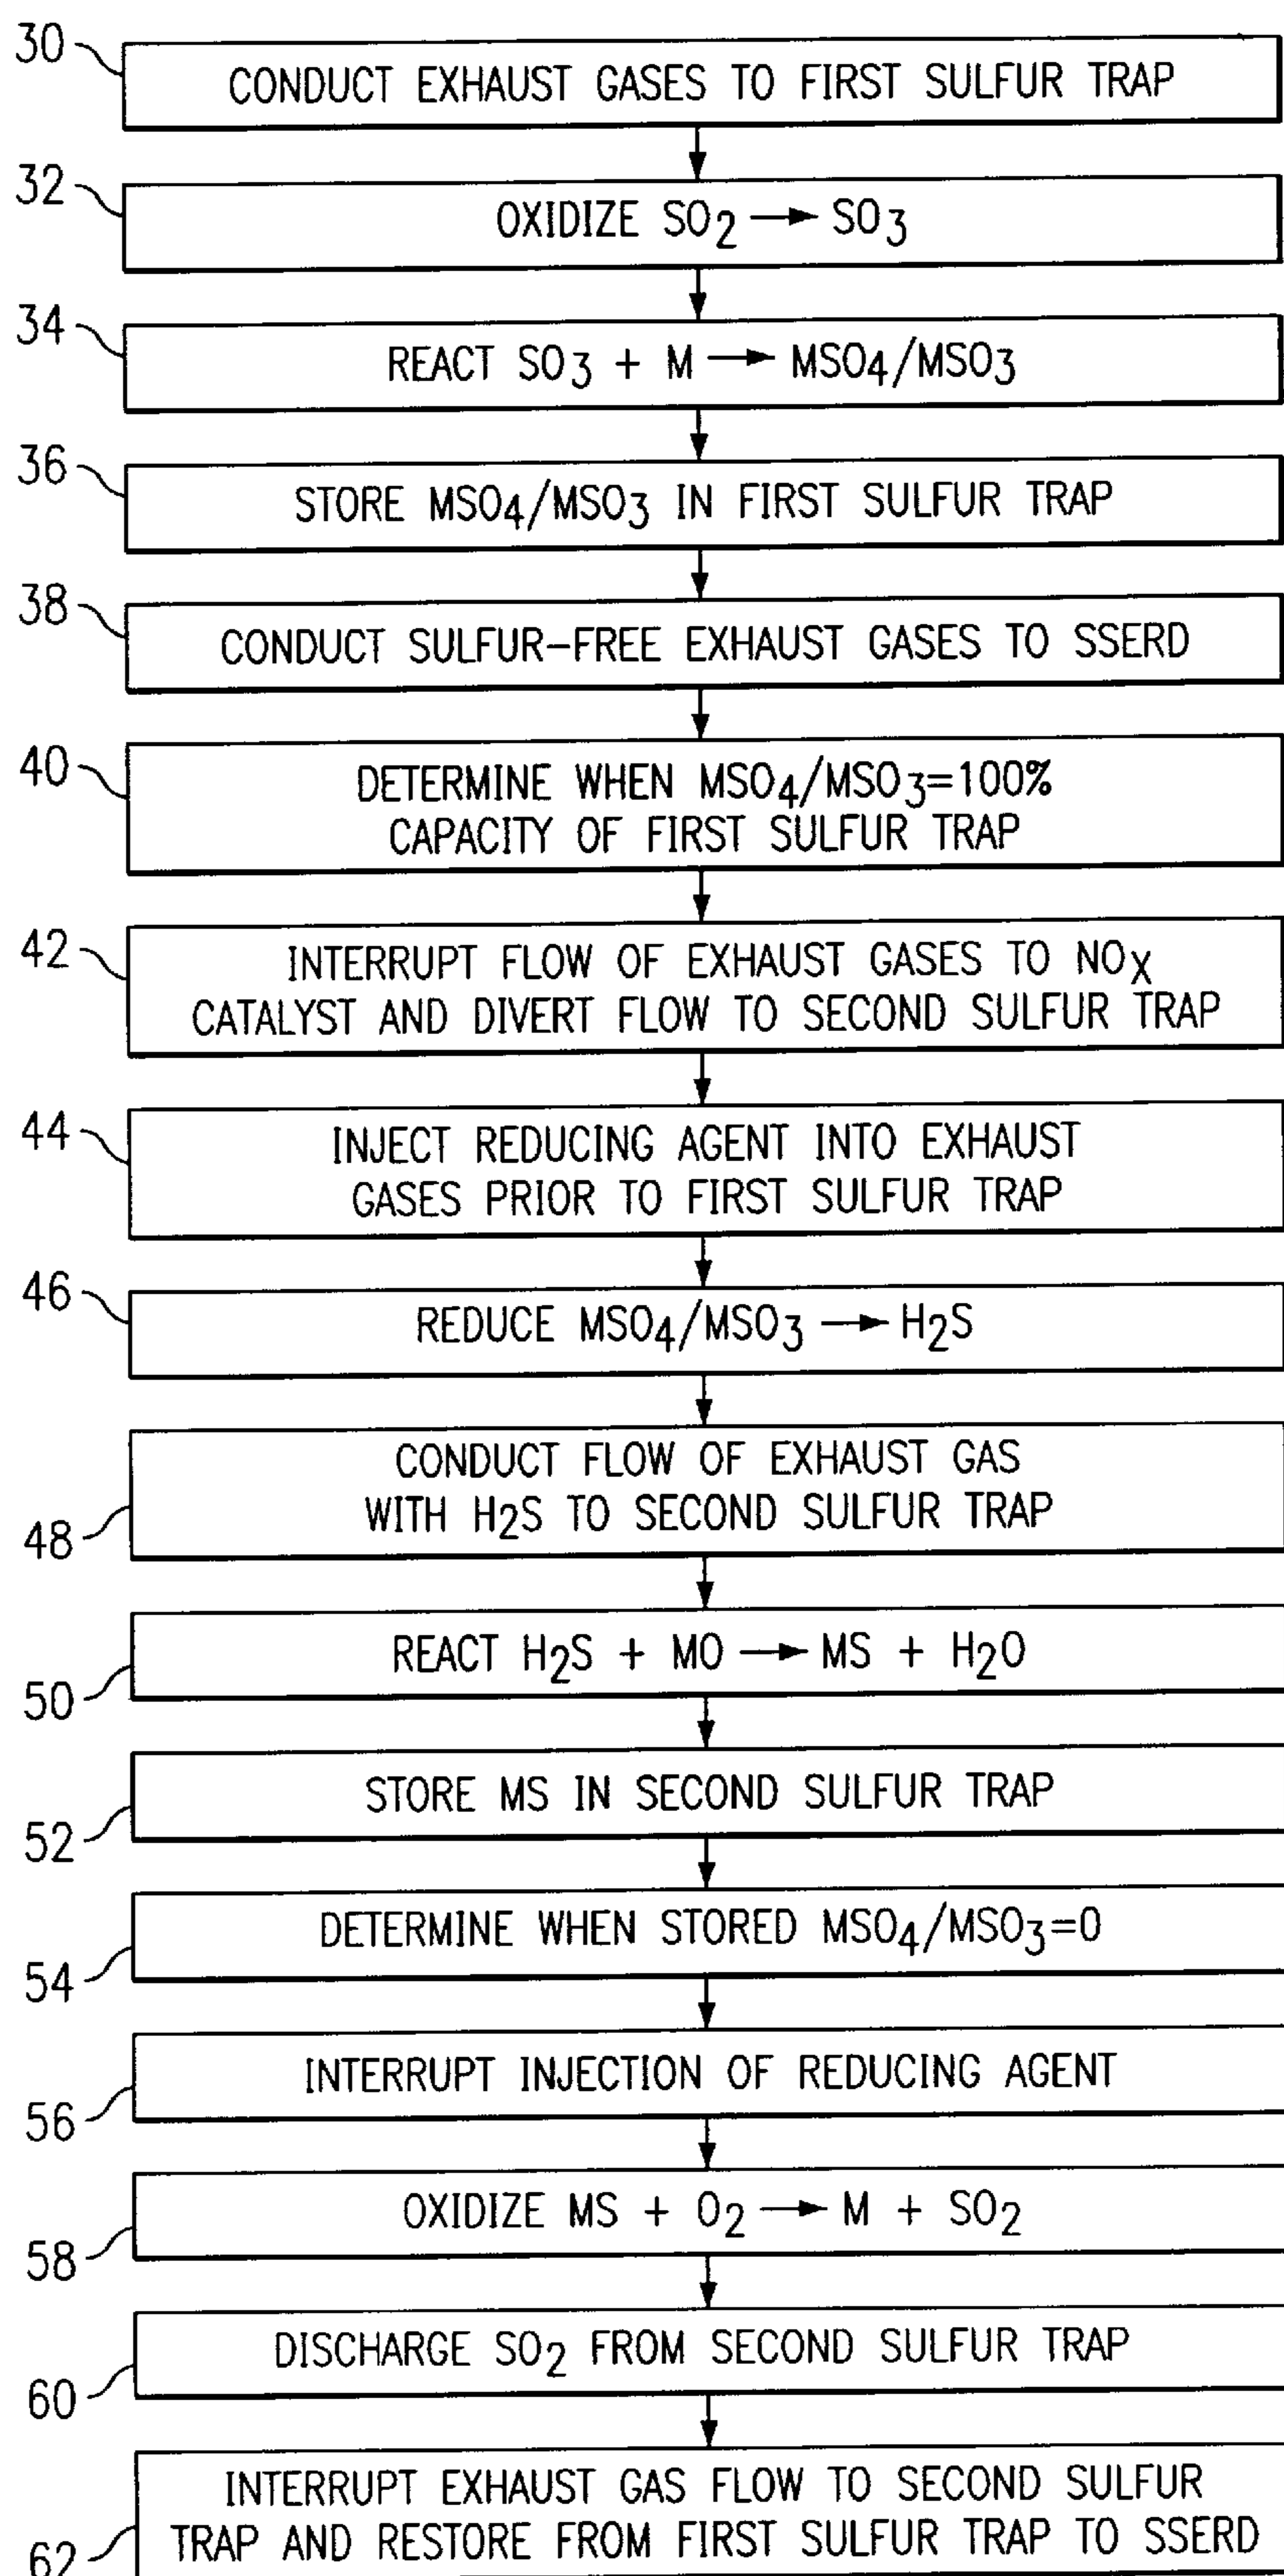 30
CONDUCT EXHAUST GASES TO FIRST SULFUR TRAP
32
OXIDIZE SO2 → SO3
34
REACT SO3 + M → MSO4/MSO3
36
STORE MSO4/MSO3 IN FIRST SULFUR TRAP
38
CONDUCT SULFUR-FREE EXHAUST GASES TO SSERD
40
DETERMINE WHEN MSO4/MSO3=100%
CAPACITY OF FIRST SULFUR TRAP
42
INTERRUPT FLOW OF EXHAUST GASES TO NOX
CATALYST AND DIVERT FLOW TO SECOND SULFUR TRAP
44
INJECT REDUCING AGENT INTO EXHAUST
GASES PRIOR TO FIRST SULFUR TRAP
46
REDUCE MSO4/MSO3 → H2S
CONDUCT FLOW OF EXHAUST GAS
WITH H2S TO SECOND SULFUR TRAP
48
REACT H2S + MO → MS + H2O
50
STORE MS IN SECOND SULFUR TRAP
52
DETERMINE WHEN STORED MSO4/MSO3=0
54
INTERRUPT INJECTION OF REDUCING AGENT
56
OXIDIZE MS + O2 → M + SO2
58
DISCHARGE SO2 FROM SECOND SULFUR TRAP
60
INTERRUPT EXHAUST GAS FLOW TO SECOND SULFUR
TRAP AND RESTORE FROM FIRST SULFUR TRAP TO SSERD
62